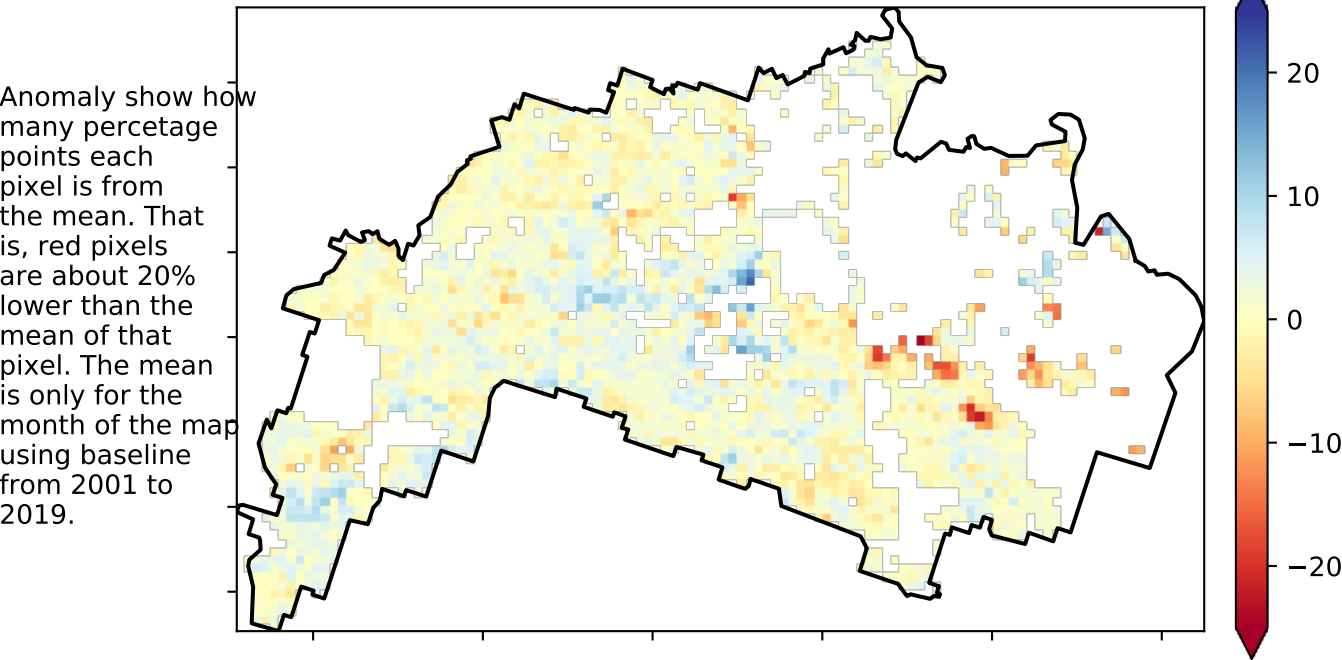 Anomaly show how
many percetage
points each
pixel is from
the mean. That
is, red pixels
are about 20%
lower than the
mean of that
pixel. The mean
is only for the
month of the map
using baseline
from 2001 to
2019.
20
10
0
−10
−20